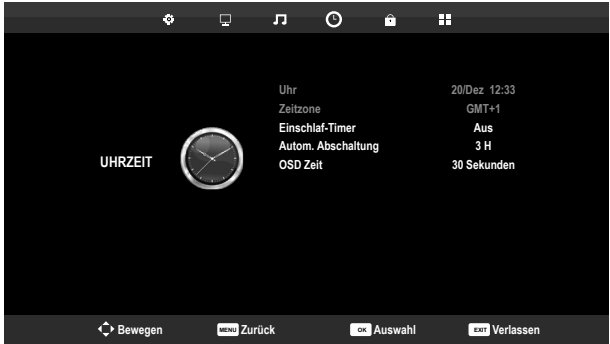 Uhr 20/Dez 12:33
Zeitzone GMT+1
Einschlaf-Timer Aus
Autom. Abschaltung 3 H
OSD Zeit 30 Sekunden
UHRZEIT
Bewegen MENU Zurück OK Auswahl EXIT Verlassen